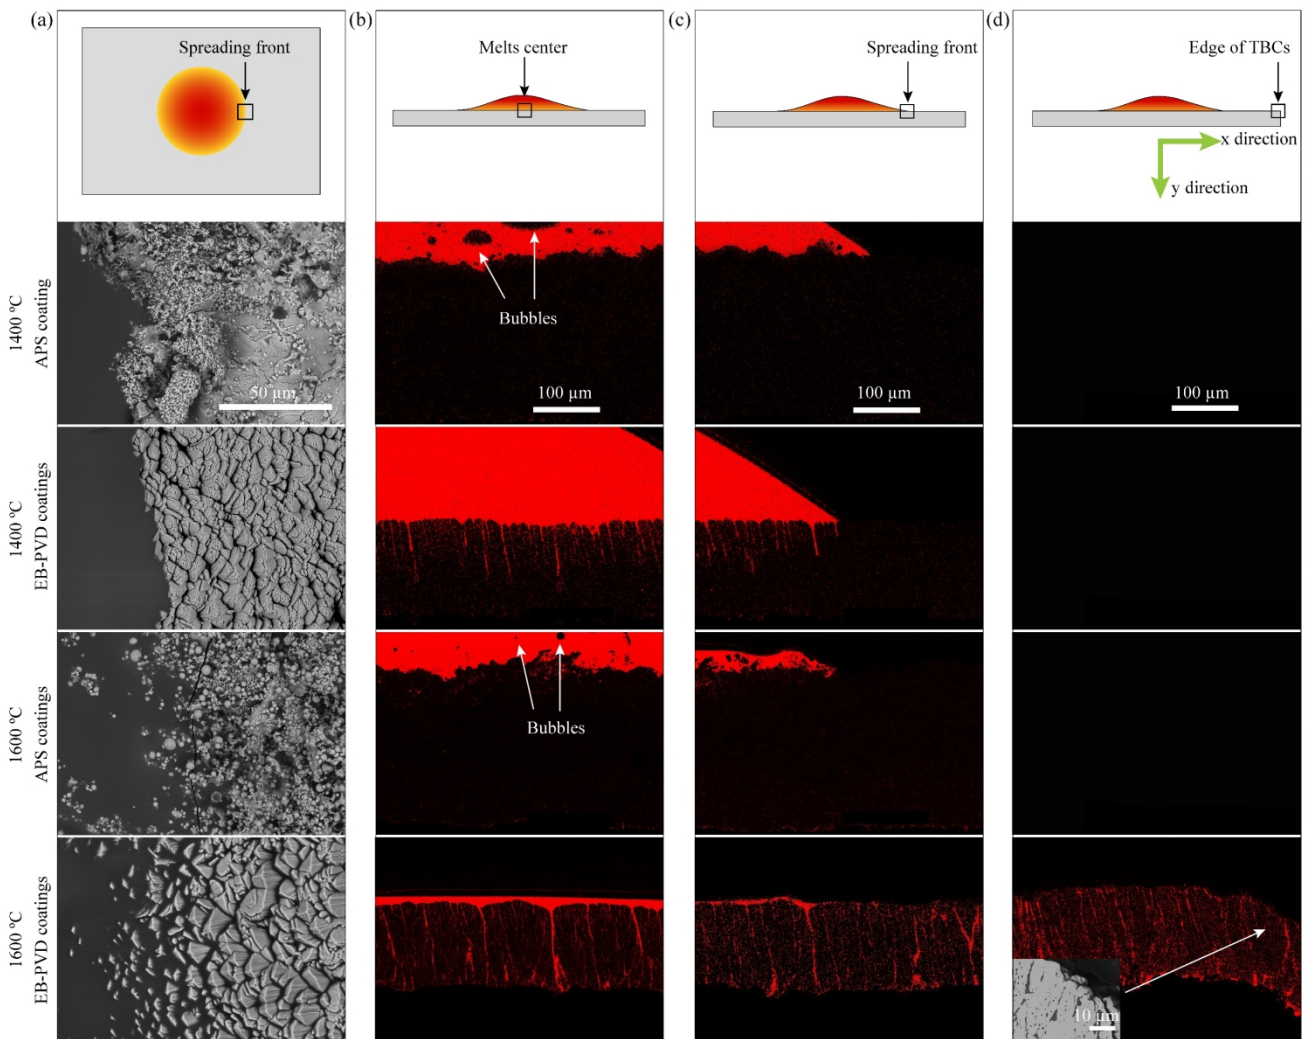 (a)
(b)
(c)
(d)
Spreading front
Melts center
Spreading front
Edge of TBCs
x direction
y direction
1400 °C
APS coating
50 µm
Bubbles
100 µm
100 µm
100 µm
1400 °C
EB-PVD coatings
1600 °C
APS coatings
Bubbles
1600 °C
EB-PVD coatings
10 µm